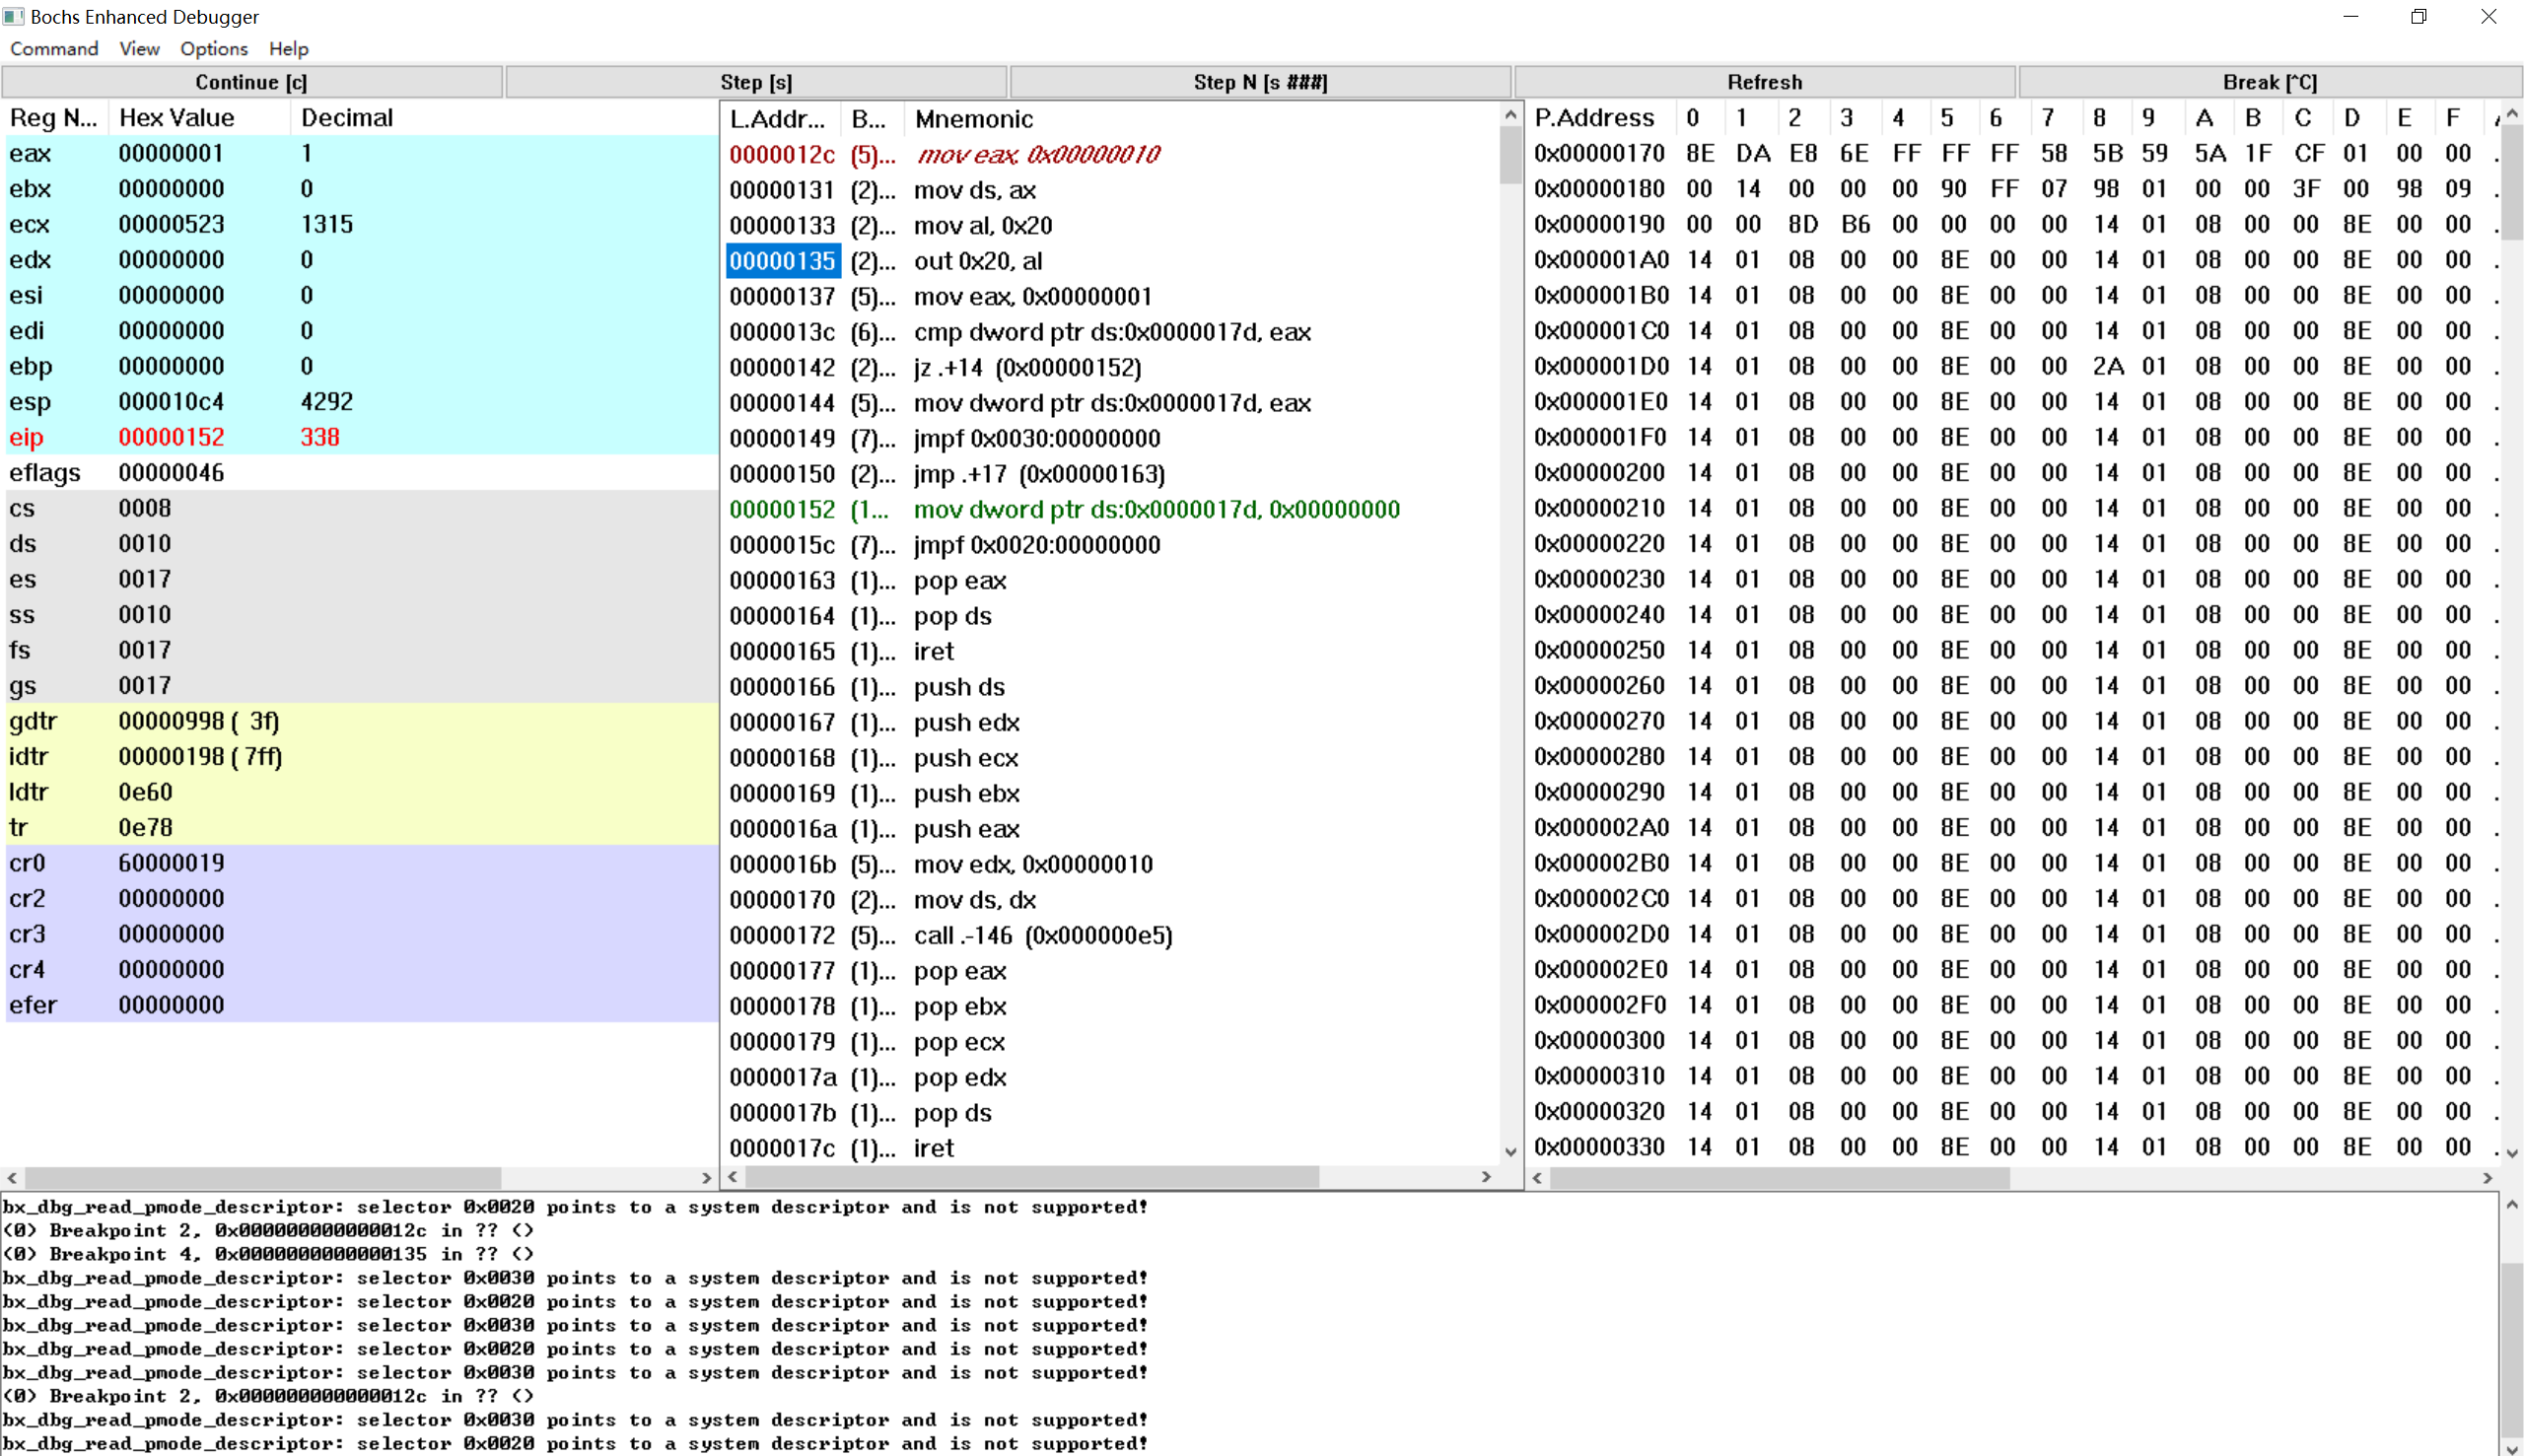 Bochs Enhanced Debugger
Command View Options Help
Continue [c] Step [s] Step N [s ###] Refresh Break [^C]
Reg N... Hex Value Decimal
eax 00000001 1
ebx 00000000 0
ecx 00000523 1315
edx 00000000 0
esi 00000000 0
edi 00000000 0
ebp 00000000 0
esp 000010c4 4292
eip 00000152 338
eflags 00000046
cs 0008
ds 0010
es 0017
ss 0010
fs 0017
gs 0017
gdtr 00000998 ( 3f)
idtr 00000198 ( 7ff)
ldtr 0e60
tr 0e78
cr0 60000019
cr2 00000000
cr3 00000000
cr4 00000000
efer 00000000
L.Addr... B... Mnemonic
0000012c (5)... mov eax, 0x00000010
00000131 (2)... mov ds, ax
00000133 (2)... mov al, 0x20
00000135 (2)... out 0x20, al
00000137 (5)... mov eax, 0x00000001
0000013c (6)... cmp dword ptr ds:0x0000017d, eax
00000142 (2)... jz .+14 (0x00000152)
00000144 (5)... mov dword ptr ds:0x0000017d, eax
00000149 (7)... jmpf 0x0030:00000000
00000150 (2)... jmp .+17 (0x00000163)
00000152 (1... mov dword ptr ds:0x0000017d, 0x00000000
0000015c (7)... jmpf 0x0020:00000000
00000163 (1)... pop eax
00000164 (1)... pop ds
00000165 (1)... iret
00000166 (1)... push ds
00000167 (1)... push edx
00000168 (1)... push ecx
00000169 (1)... push ebx
0000016a (1)... push eax
0000016b (5)... mov edx, 0x00000010
00000170 (2)... mov ds, dx
00000172 (5)... call .-146 (0x000000e5)
00000177 (1)... pop eax
00000178 (1)... pop ebx
00000179 (1)... pop ecx
0000017a (1)... pop edx
0000017b (1)... pop ds
0000017c (1)... iret
P.Address 0 1 2 3 4 5 6 7 8 9 A B C D E F
0x00000170 8E DA E8 6E FF FF FF 58 5B 59 5A 1F CF 01 00 00 .
0x00000180 00 14 00 00 00 90 FF 07 98 01 00 00 3F 00 98 09 .
0x00000190 00 00 8D B6 00 00 00 00 14 01 08 00 00 8E 00 00 .
0x000001A0 14 01 08 00 00 8E 00 00 14 01 08 00 00 8E 00 00 .
0x000001B0 14 01 08 00 00 8E 00 00 14 01 08 00 00 8E 00 00 .
0x000001C0 14 01 08 00 00 8E 00 00 14 01 08 00 00 8E 00 00 .
0x000001D0 14 01 08 00 00 8E 00 00 2A 01 08 00 00 8E 00 00 .
0x000001E0 14 01 08 00 00 8E 00 00 14 01 08 00 00 8E 00 00 .
0x000001F0 14 01 08 00 00 8E 00 00 14 01 08 00 00 8E 00 00 .
0x00000200 14 01 08 00 00 8E 00 00 14 01 08 00 00 8E 00 00 .
0x00000210 14 01 08 00 00 8E 00 00 14 01 08 00 00 8E 00 00 .
0x00000220 14 01 08 00 00 8E 00 00 14 01 08 00 00 8E 00 00 .
0x00000230 14 01 08 00 00 8E 00 00 14 01 08 00 00 8E 00 00 .
0x00000240 14 01 08 00 00 8E 00 00 14 01 08 00 00 8E 00 00 .
0x00000250 14 01 08 00 00 8E 00 00 14 01 08 00 00 8E 00 00 .
0x00000260 14 01 08 00 00 8E 00 00 14 01 08 00 00 8E 00 00 .
0x00000270 14 01 08 00 00 8E 00 00 14 01 08 00 00 8E 00 00 .
0x00000280 14 01 08 00 00 8E 00 00 14 01 08 00 00 8E 00 00 .
0x00000290 14 01 08 00 00 8E 00 00 14 01 08 00 00 8E 00 00 .
0x000002A0 14 01 08 00 00 8E 00 00 14 01 08 00 00 8E 00 00 .
0x000002B0 14 01 08 00 00 8E 00 00 14 01 08 00 00 8E 00 00 .
0x000002C0 14 01 08 00 00 8E 00 00 14 01 08 00 00 8E 00 00 .
0x000002D0 14 01 08 00 00 8E 00 00 14 01 08 00 00 8E 00 00 .
0x000002E0 14 01 08 00 00 8E 00 00 14 01 08 00 00 8E 00 00 .
0x000002F0 14 01 08 00 00 8E 00 00 14 01 08 00 00 8E 00 00 .
0x00000300 14 01 08 00 00 8E 00 00 14 01 08 00 00 8E 00 00 .
0x00000310 14 01 08 00 00 8E 00 00 14 01 08 00 00 8E 00 00 .
0x00000320 14 01 08 00 00 8E 00 00 14 01 08 00 00 8E 00 00 .
0x00000330 14 01 08 00 00 8E 00 00 14 01 08 00 00 8E 00 00 .
bx_dbg_read_pmode_descriptor: selector 0x0020 points to a system descriptor and is not supported!
(0) Breakpoint 2, 0x000000000000012c in ?? ()
(0) Breakpoint 4, 0x0000000000000135 in ?? ()
bx_dbg_read_pmode_descriptor: selector 0x0030 points to a system descriptor and is not supported!
bx_dbg_read_pmode_descriptor: selector 0x0020 points to a system descriptor and is not supported!
bx_dbg_read_pmode_descriptor: selector 0x0030 points to a system descriptor and is not supported!
bx_dbg_read_pmode_descriptor: selector 0x0020 points to a system descriptor and is not supported!
bx_dbg_read_pmode_descriptor: selector 0x0030 points to a system descriptor and is not supported!
(0) Breakpoint 2, 0x000000000000012c in ?? ()
bx_dbg_read_pmode_descriptor: selector 0x0030 points to a system descriptor and is not supported!
bx_dbg_read_pmode_descriptor: selector 0x0020 points to a system descriptor and is not supported!